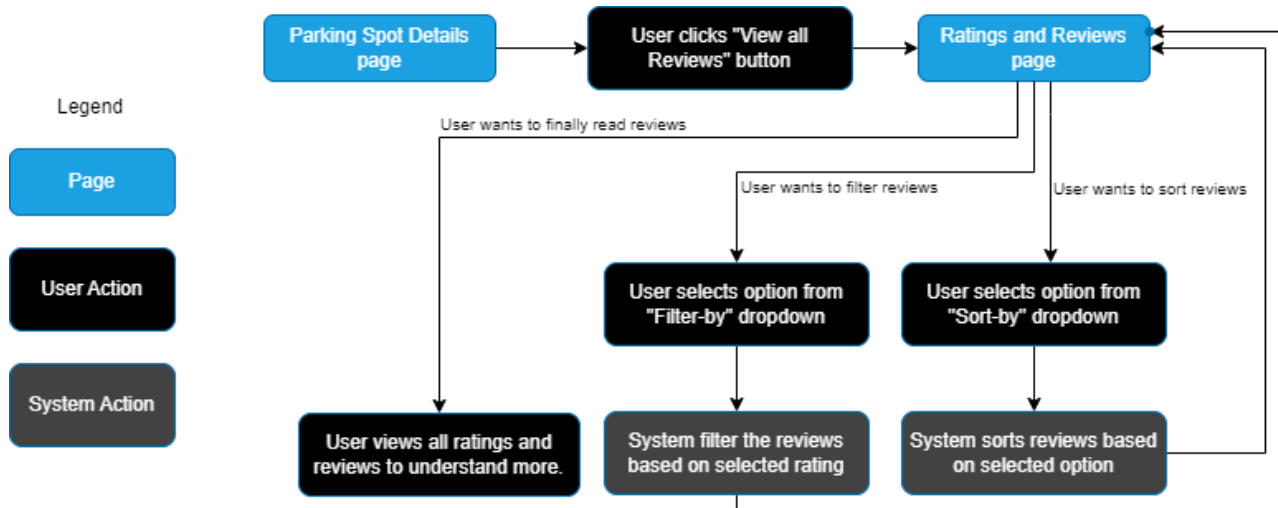 Parking Spot Details
page
User clicks "View all
Reviews" button
Ratings and Reviews
page
Legend
User wants to finally read reviews
Page
User wants to filter reviews
User wants to sort reviews
User Action
User selects option from
"Filter-by" dropdown
User selects option from
"Sort-by" dropdown
System Action
User views all ratings and
reviews to understand more.
System filter the reviews
based on selected rating
System sorts reviews based
on selected option